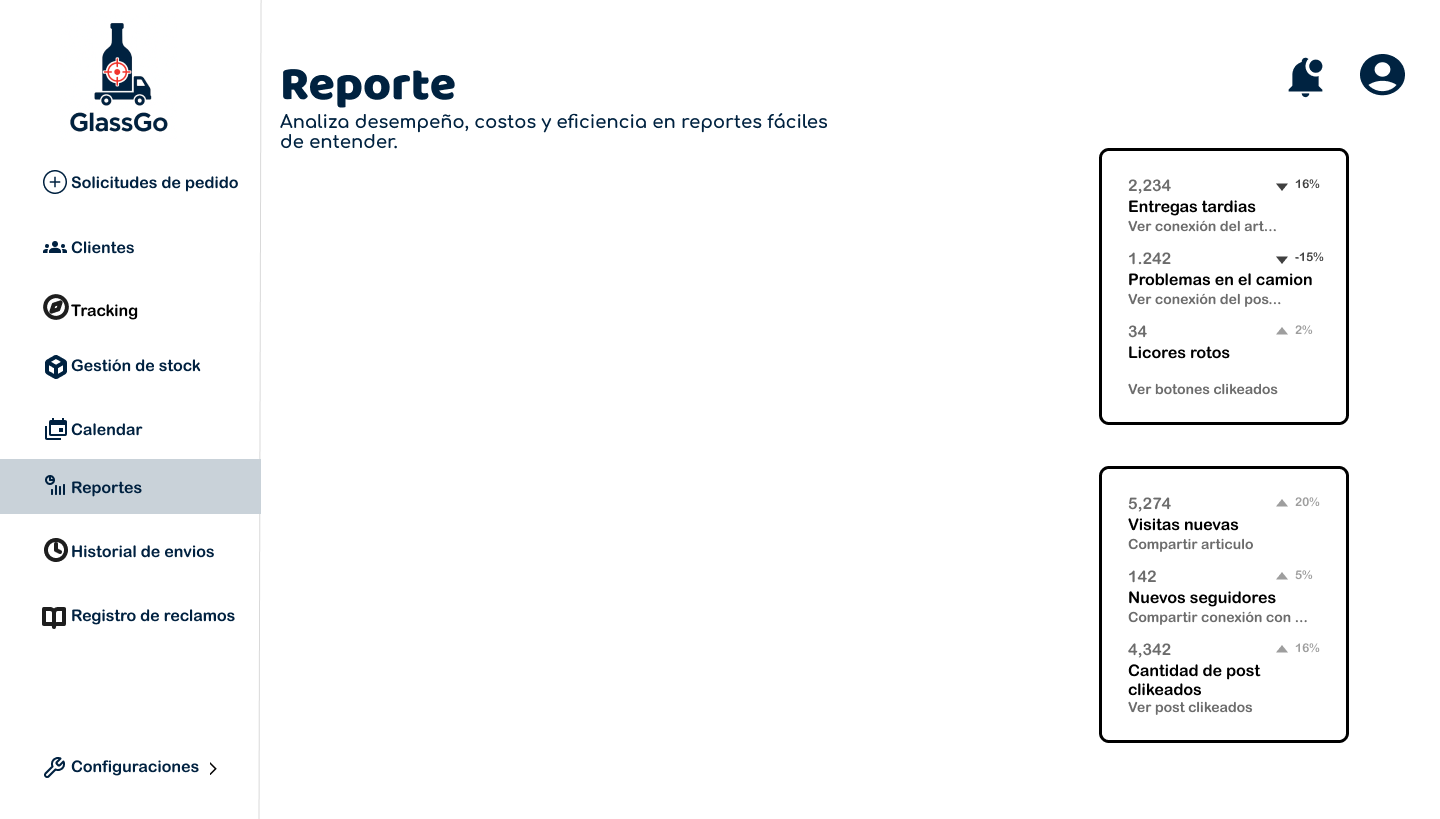 GlassGo
Solicitudes de pedido
Clientes
Tracking
Gestión de stock
Calendar
Reportes
Historial de envios
Registro de reclamos
Configuraciones
Reporte
Analiza desempeño, costos y eficiencia en reportes fáciles
de entender.
2,234 16%
Entregas tardias
Ver conexión del art...
1.242 -15%
Problemas en el camion
Ver conexión del pos...
34 2%
Licores rotos
Ver botones clikeados
5,274 20%
Visitas nuevas
Compartir articulo
142 5%
Nuevos seguidores
Compartir conexión con ...
4,342 16%
Cantidad de post
clikeados
Ver post clikeados